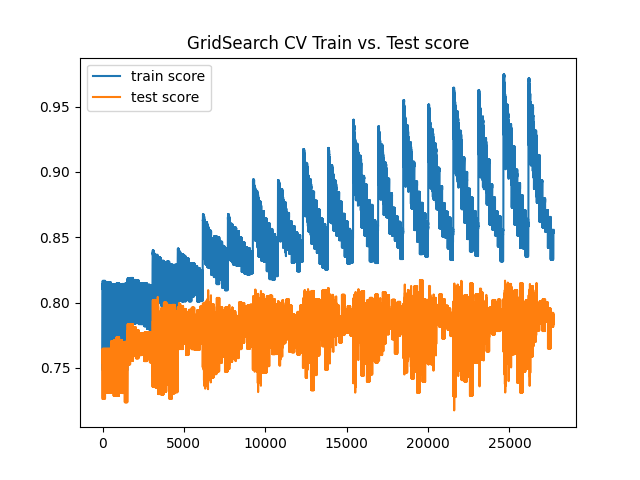 GridSearch CV Train vs. Test score
train score
test score
0.95
0.90
0.85
0.80
0.75
0 5000 10000 15000 20000 25000